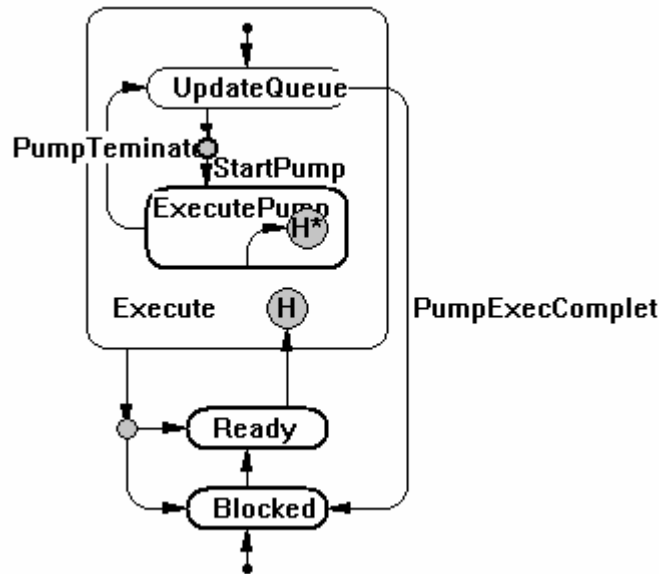 UpdateQueue
PumpTeminate
StartPump
ExecutePump
H*
Execute
H
PumpExecComplet
Ready
Blocked